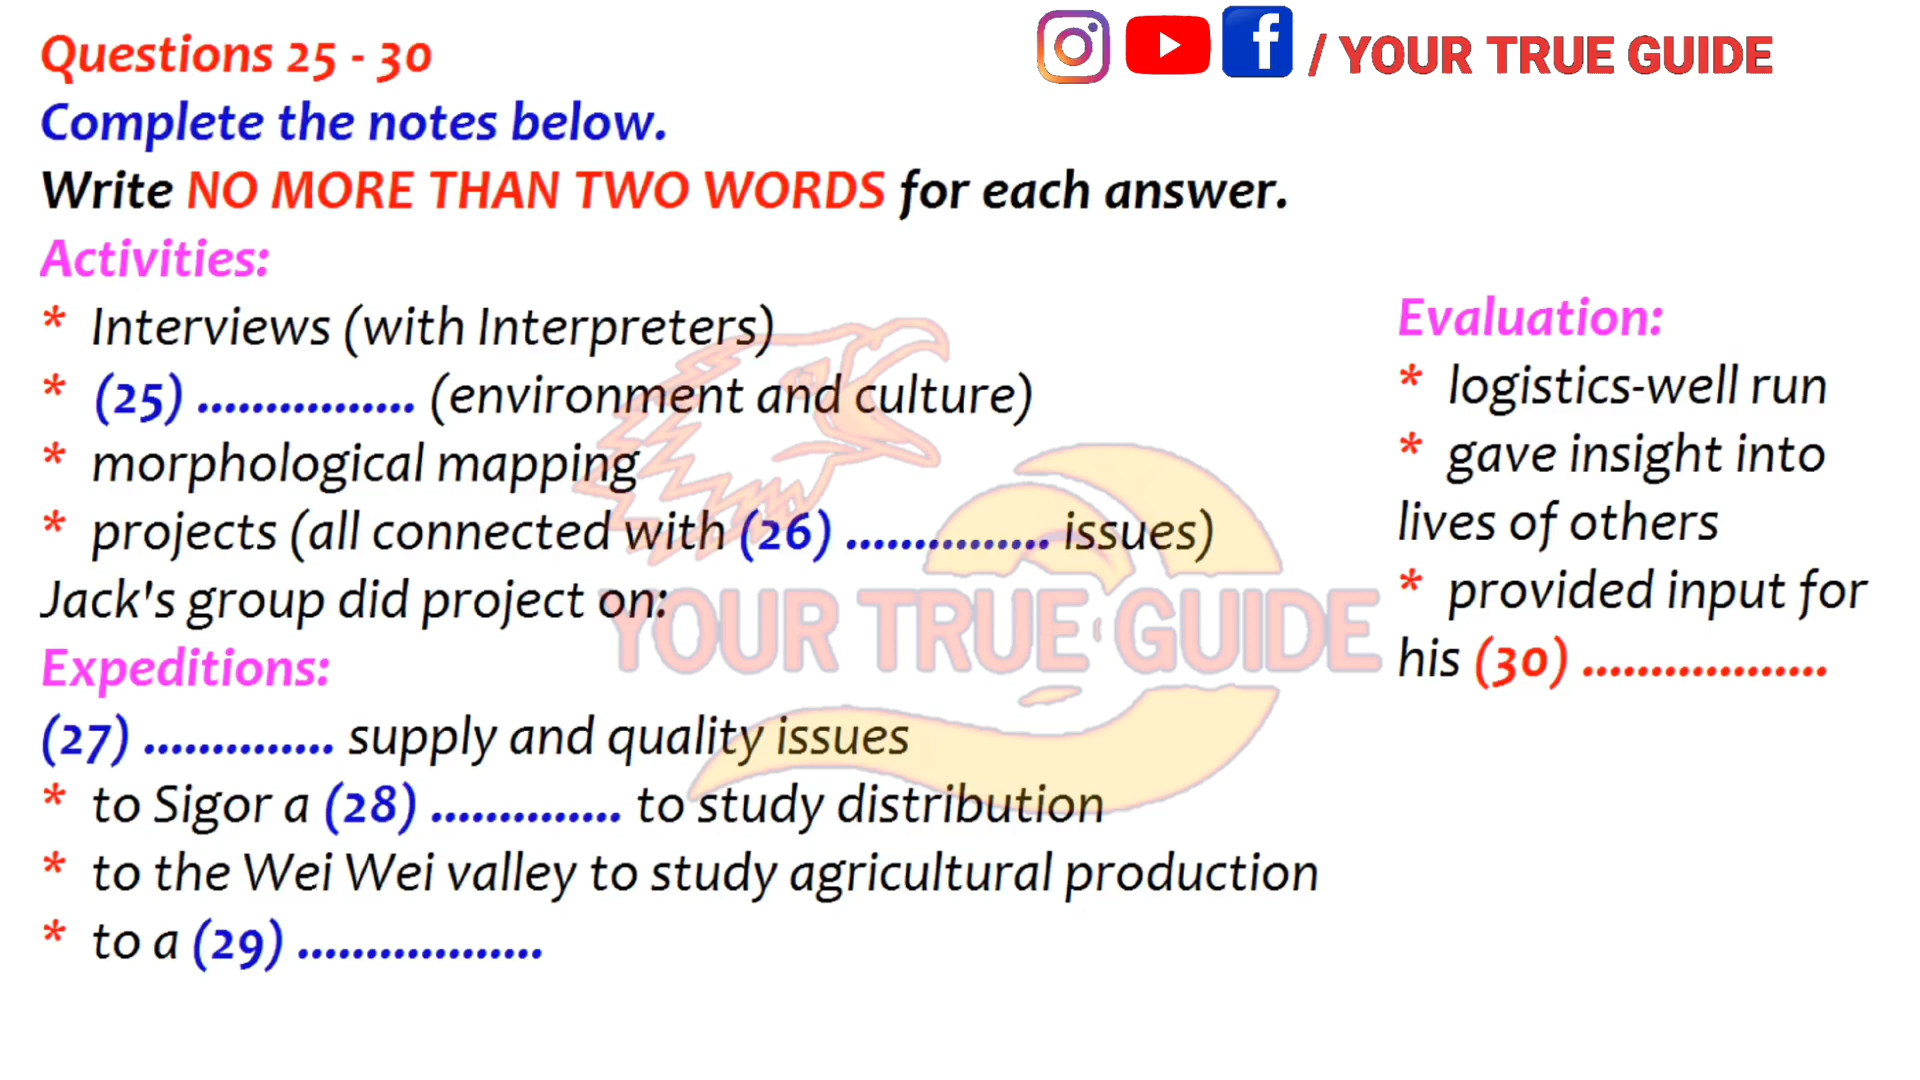 Questions 25 - 30
/ YOUR TRUE GUIDE
Complete the notes below.
Write NO MORE THAN TWO WORDS for each answer.
Activities:
* Interviews (with Interpreters)
* (25) ................ (environment and culture)
* morphological mapping
* projects (all connected with (26) ............... issues)
Jack's group did project on:
Expeditions:
(27) .............. supply and quality issues
* to Sigor a (28) .............. to study distribution
* to the Wei Wei valley to study agricultural production
* to a (29) ..................
Evaluation:
* logistics-well run
* gave insight into
lives of others
* provided input for
his (30) ..................
YOUR TRUE GUIDE